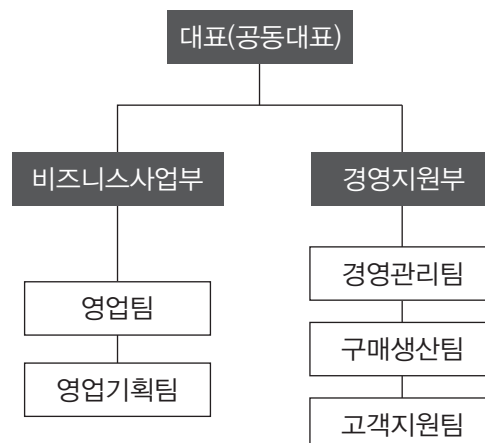 대표(공동대표)
비즈니스사업부
경영지원부
영업팀
영업기획팀
경영관리팀
구매생산팀
고객지원팀